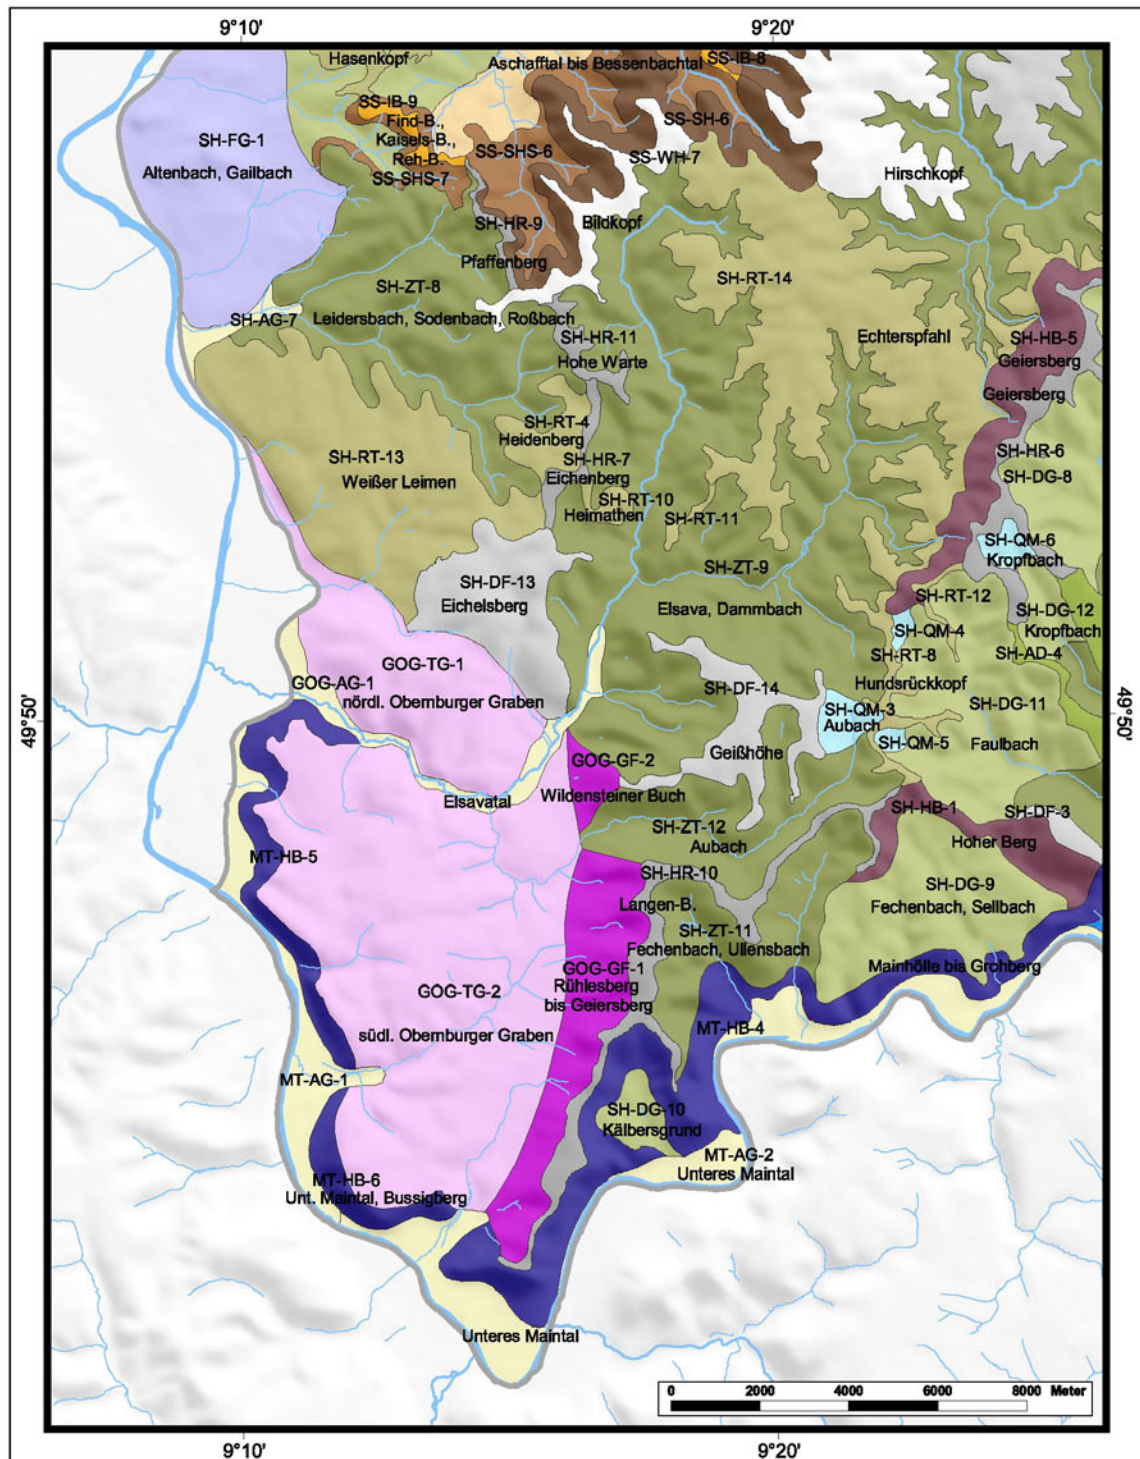 9°10'
9°20'
Hasenkopf
Aschafftal bis Bessenbachtal
SS-IB-8
SS-IB-9
Find-B.,
Kaisels-B.,
Reh-B.
SS-SH-6
SH-FG-1
Altenbach, Gailbach
SS-SHS-6
SS-WH-7
SS-SHS-7
Hirschkopf
SH-HR-9
Bildkopf
Pfaffenberg
SH-RT-14
SH-ZT-8
SH-AG-7
Leidersbach, Sodenbach, Roßbach
SH-HR-11
Hohe Warte
Echterspfahl
SH-HB-5
Geiersberg
Geiersberg
SH-RT-4
Heidenberg
SH-RT-13
Weißer Leimen
SH-HR-7
Eichenberg
SH-HR-6
SH-DG-8
SH-RT-10
Heimathen
SH-RT-11
SH-QM-6
Kropfbach
SH-DF-13
Eichelsberg
SH-ZT-9
Elsava, Dammbach
SH-RT-12
SH-DG-12
Kropfbach
SH-QM-4
SH-RT-8
SH-AD-4
GOG-TG-1
nördl. Obernburger Graben
GOG-AG-1
SH-DF-14
Hundsrückkopf
SH-QM-3
Aubach
SH-DG-11
49°50'
49°50'
SH-QM-5
Faulbach
Geißhöhe
GOG-GF-2
Wildensteiner Buch
Elsavatal
SH-HB-1
SH-DF-3
SH-ZT-12
Aubach
Hoher Berg
MT-HB-5
SH-HR-10
SH-DG-9
Fechenbach, Sellbach
Langen-B.
SH-ZT-11
Fechenbach, Ullensbach
Mainhölle bis Grohberg
GOG-GF-1
Rühlesberg
bis Geiersberg
GOG-TG-2
südl. Obernburger Graben
MT-HB-4
MT-AG-1
SH-DG-10
Kälbersgrund
MT-AG-2
Unteres Maintal
MT-HB-6
Unt. Maintal, Bussigberg
Unteres Maintal
0 2000 4000 6000 8000 Meter
9°10'
9°20'